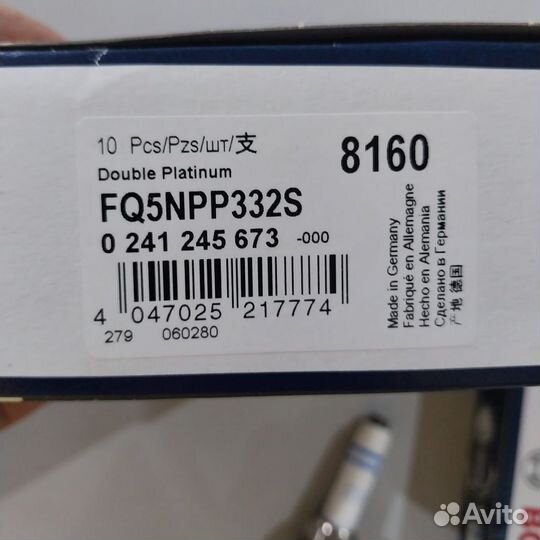 10 Pcs/Pzs/шт/支
8160
Double Platinum
FQ5NPP332S
0 241 245 673 -000
4 047025 217774
279 060280
Made in Germany
Fabriqué en Allemagne
Hecho en Alemania
Сделано в Германии
产地 德国
Avito